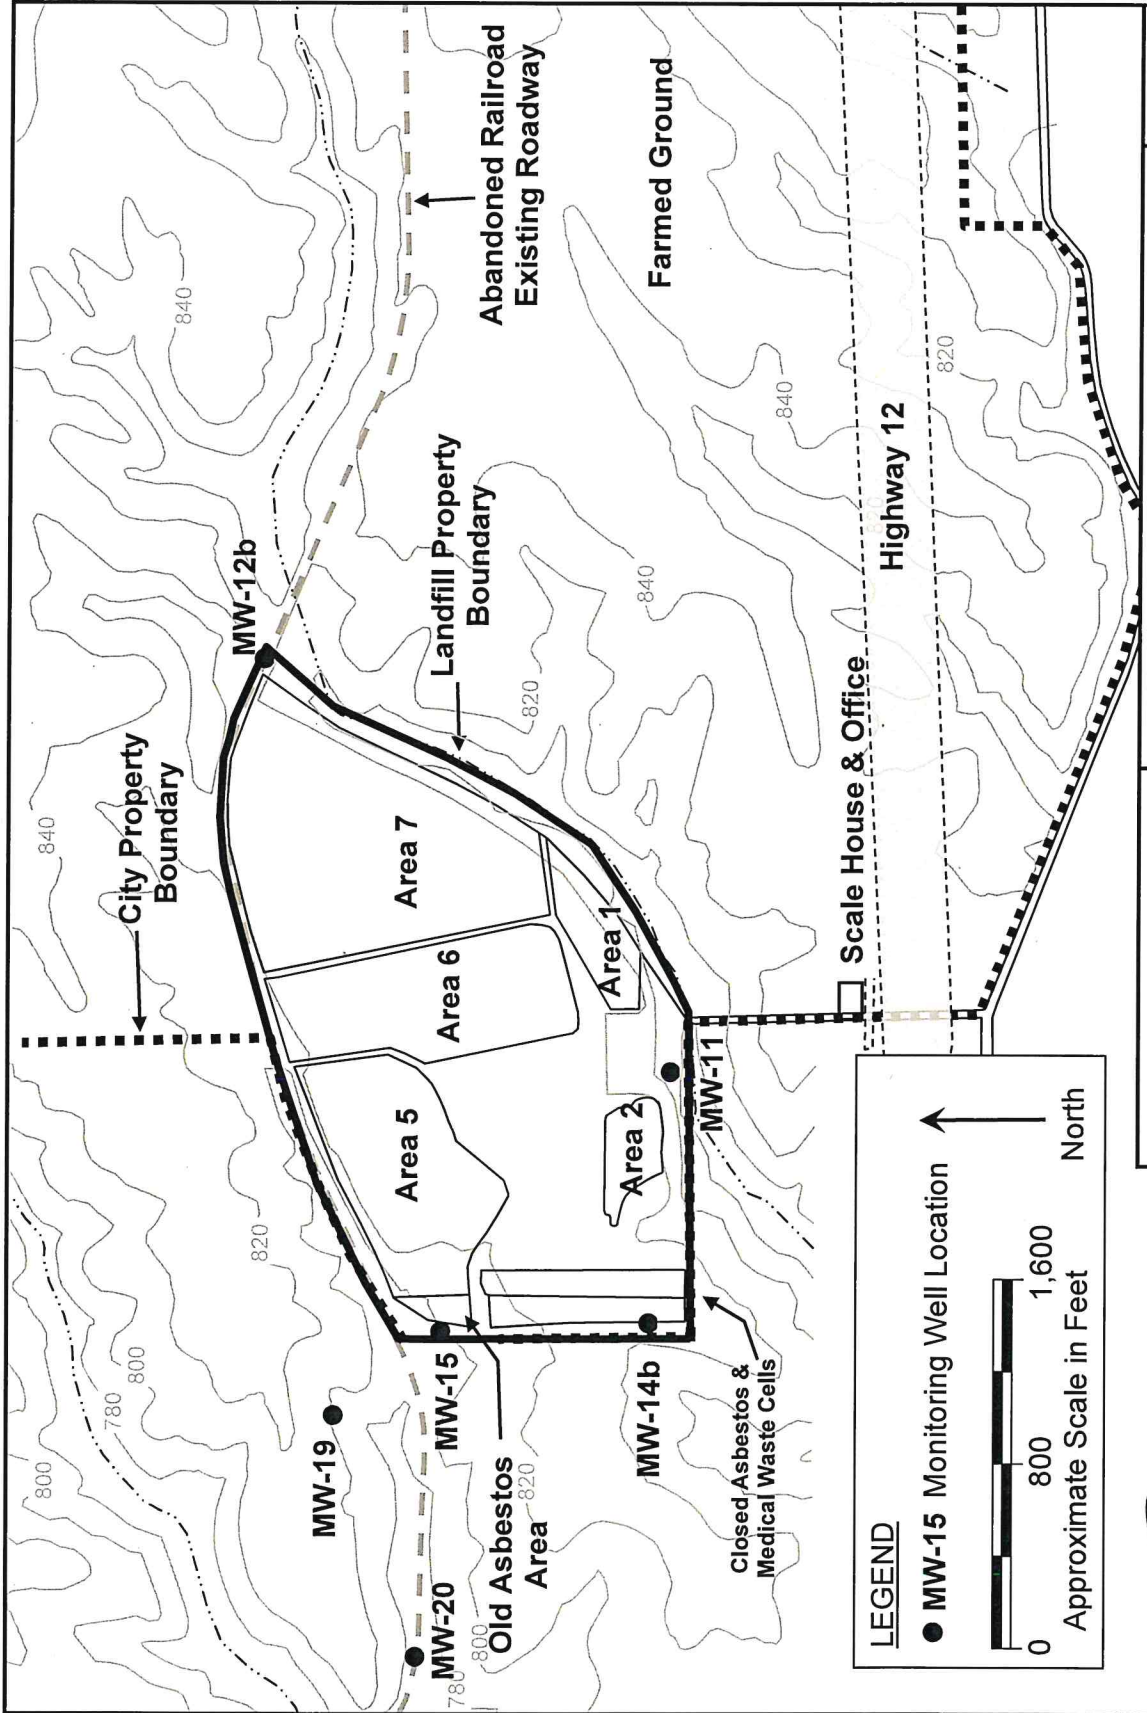 840
City Property
Boundary
MW-12b
840
Abandoned Railroad
Existing Roadway
Landfill Property
Boundary
Farmed Ground
800
780
800
820
MW-19
MW-20
780
800
MW-15
Old Asbestos
Area
820
Area 5
Area 6
Area 7
820
Area 1
Area 2
MW-14b
MW-11
Closed Asbestos &
Medical Waste Cells
840
840
Scale House & Office
820
Highway 12
820
LEGEND
MW-15 Monitoring Well Location
0
800
1,600
Approximate Scale in Feet
North